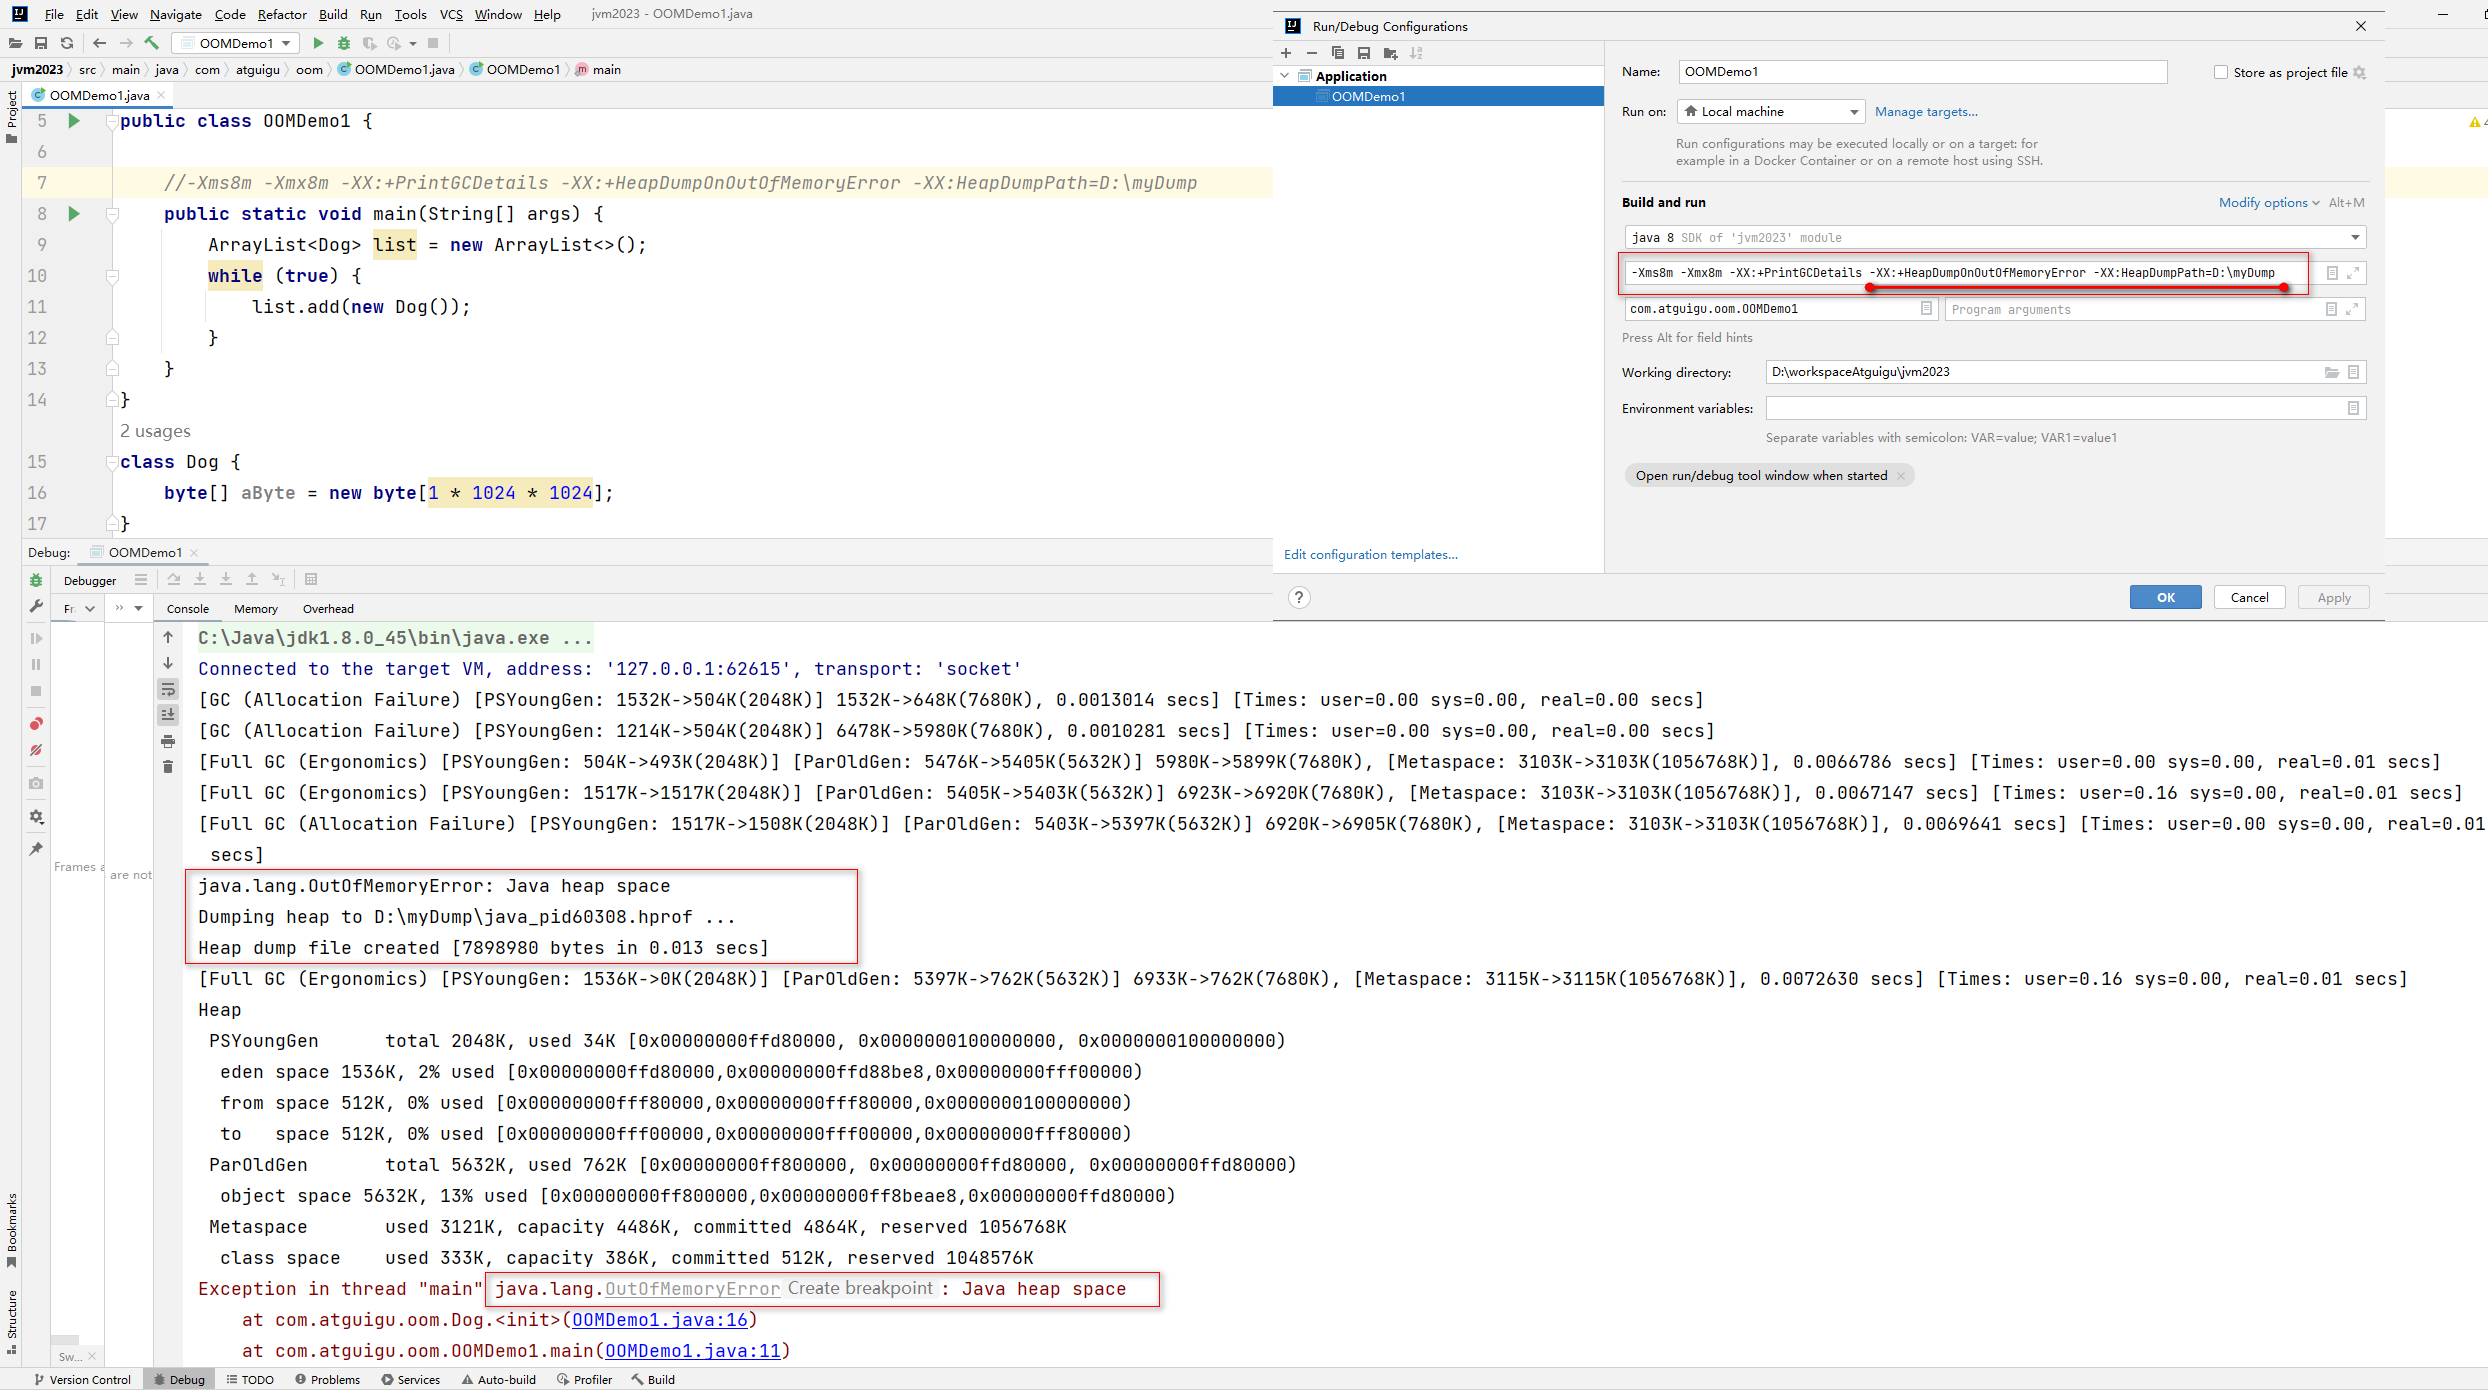 File Edit View Navigate Code Refactor Build Run Tools VCS Window Help jvm2023 - OOMDemo1.java
OOMDemo1
jvm2023 src main java com atguigu oom OOMDemo1.java OOMDemo1 main
Project
OOMDemo1.java
5 public class OOMDemo1 {
6
7 //-Xms8m -Xmx8m -XX:+PrintGCDetails -XX:+HeapDumpOnOutOfMemoryError -XX:HeapDumpPath=D:\myDump
8 public static void main(String[] args) {
9 ArrayList<Dog> list = new ArrayList<>();
10 while (true) {
11 list.add(new Dog());
12 }
13 }
14 }
2 usages
15 class Dog {
16 byte[] aByte = new byte[1 * 1024 * 1024];
17 }
Run/Debug Configurations
Application
OOMDemo1
Edit configuration templates...
Name: OOMDemo1 Store as project file
Run on: Local machine Manage targets...
Run configurations may be executed locally or on a target: for
example in a Docker Container or on a remote host using SSH.
Build and run Modify options Alt+M
java 8 SDK of 'jvm2023' module
-Xms8m -Xmx8m -XX:+PrintGCDetails -XX:+HeapDumpOnOutOfMemoryError -XX:HeapDumpPath=D:\myDump
com.atguigu.oom.OOMDemo1 Program arguments
Press Alt for field hints
Working directory: D:\workspaceAtguigu\jvm2023
Environment variables:
Separate variables with semicolon: VAR=value; VAR1=value1
Open run/debug tool window when started
? OK Cancel Apply
Debug: OOMDemo1
Debugger
Console Memory Overhead
C:\Java\jdk1.8.0_45\bin\java.exe ...
Connected to the target VM, address: '127.0.0.1:62615', transport: 'socket'
[GC (Allocation Failure) [PSYoungGen: 1532K->504K(2048K)] 1532K->648K(7680K), 0.0013014 secs] [Times: user=0.00 sys=0.00, real=0.00 secs]
[GC (Allocation Failure) [PSYoungGen: 1214K->504K(2048K)] 6478K->5980K(7680K), 0.0010281 secs] [Times: user=0.00 sys=0.00, real=0.00 secs]
[Full GC (Ergonomics) [PSYoungGen: 504K->493K(2048K)] [ParOldGen: 5476K->5405K(5632K)] 5980K->5899K(7680K), [Metaspace: 3103K->3103K(1056768K)], 0.0066786 secs] [Times: user=0.00 sys=0.00, real=0.01 secs]
[Full GC (Ergonomics) [PSYoungGen: 1517K->1517K(2048K)] [ParOldGen: 5405K->5403K(5632K)] 6923K->6920K(7680K), [Metaspace: 3103K->3103K(1056768K)], 0.0067147 secs] [Times: user=0.16 sys=0.00, real=0.01 secs]
[Full GC (Allocation Failure) [PSYoungGen: 1517K->1508K(2048K)] [ParOldGen: 5403K->5397K(5632K)] 6920K->6905K(7680K), [Metaspace: 3103K->3103K(1056768K)], 0.0069641 secs] [Times: user=0.00 sys=0.00, real=0.01
secs]
Frames a
are not
java.lang.OutOfMemoryError: Java heap space
Dumping heap to D:\myDump\java_pid60308.hprof ...
Heap dump file created [7898980 bytes in 0.013 secs]
[Full GC (Ergonomics) [PSYoungGen: 1536K->0K(2048K)] [ParOldGen: 5397K->762K(5632K)] 6933K->762K(7680K), [Metaspace: 3115K->3115K(1056768K)], 0.0072630 secs] [Times: user=0.16 sys=0.00, real=0.01 secs]
Heap
PSYoungGen total 2048K, used 34K [0x00000000ffd80000, 0x0000000100000000, 0x0000000100000000)
eden space 1536K, 2% used [0x00000000ffd80000,0x00000000ffd88be8,0x00000000fff00000)
from space 512K, 0% used [0x00000000fff80000,0x00000000fff80000,0x0000000100000000)
to space 512K, 0% used [0x00000000fff00000,0x00000000fff00000,0x00000000fff80000)
ParOldGen total 5632K, used 762K [0x00000000ff800000, 0x00000000ffd80000, 0x00000000ffd80000)
object space 5632K, 13% used [0x00000000ff800000,0x00000000ff8beae8,0x00000000ffd80000)
Metaspace used 3121K, capacity 4486K, committed 4864K, reserved 1056768K
class space used 333K, capacity 386K, committed 512K, reserved 1048576K
Exception in thread "main" java.lang.OutOfMemoryError Create breakpoint : Java heap space
at com.atguigu.oom.Dog.<init>(OOMDemo1.java:16)
at com.atguigu.oom.OOMDemo1.main(OOMDemo1.java:11)
Bookmarks
Structure
Sw...
Version Control Debug TODO Problems Services Auto-build Profiler Build